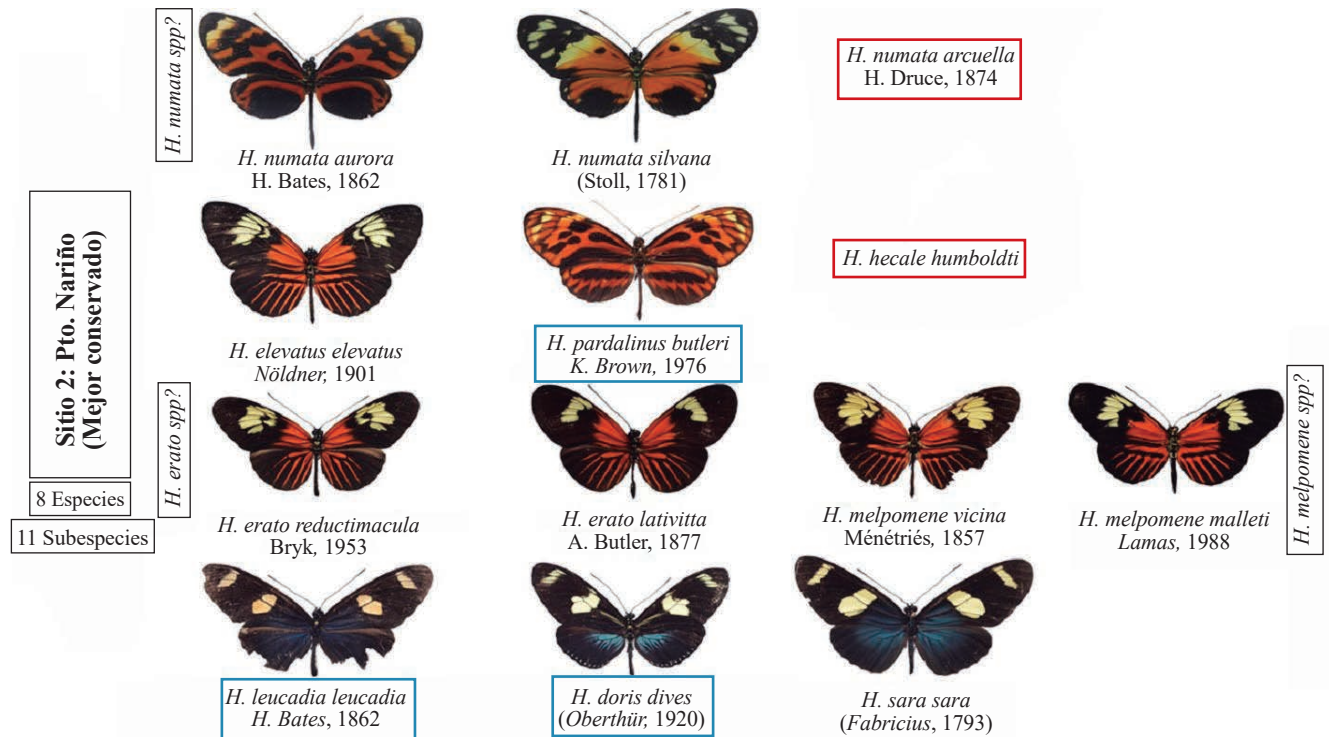 H. numata spp?
H. numata aurora
H. Bates, 1862
H. numata silvana
(Stoll, 1781)
H. numata arcuella
H. Druce, 1874
Sitio 2: Pto. Nariño
(Mejor conservado)
8 Especies
11 Subespecies
H. elevatus elevatus
Nöldner, 1901
H. pardalinus butleri
K. Brown, 1976
H. hecale humboldti
H. erato spp?
H. erato reductimacula
Bryk, 1953
H. erato lativitta
A. Butler, 1877
H. melpomene vicina
Ménétriés, 1857
H. melpomene malleti
Lamas, 1988
H. melpomene spp?
H. leucadia leucadia
H. Bates, 1862
H. doris dives
(Oberthür, 1920)
H. sara sara
(Fabricius, 1793)